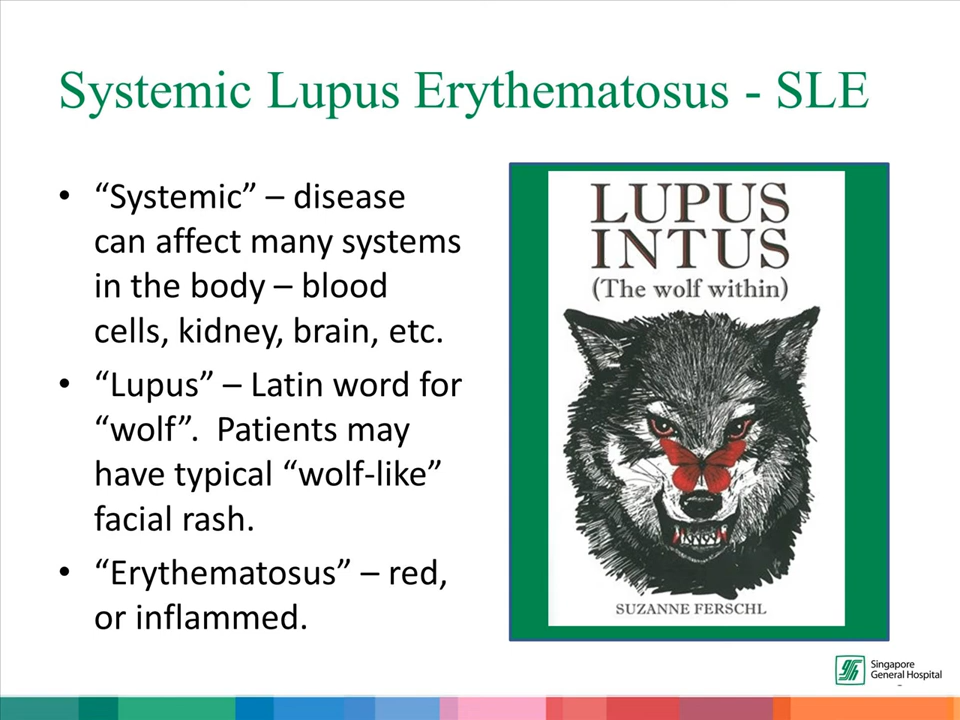 Systemic Lupus Erythematosus - SLE
• “Systemic” – disease
can affect many systems
in the body – blood
cells, kidney, brain, etc.
• “Lupus” – Latin word for
“wolf”.  Patients may
have typical “wolf-like”
facial rash.
• “Erythematosus” – red,
or inflammed.
LUPUS
INTUS
(The wolf within)
SUZANNE FERSCHL
Singapore
General Hospital